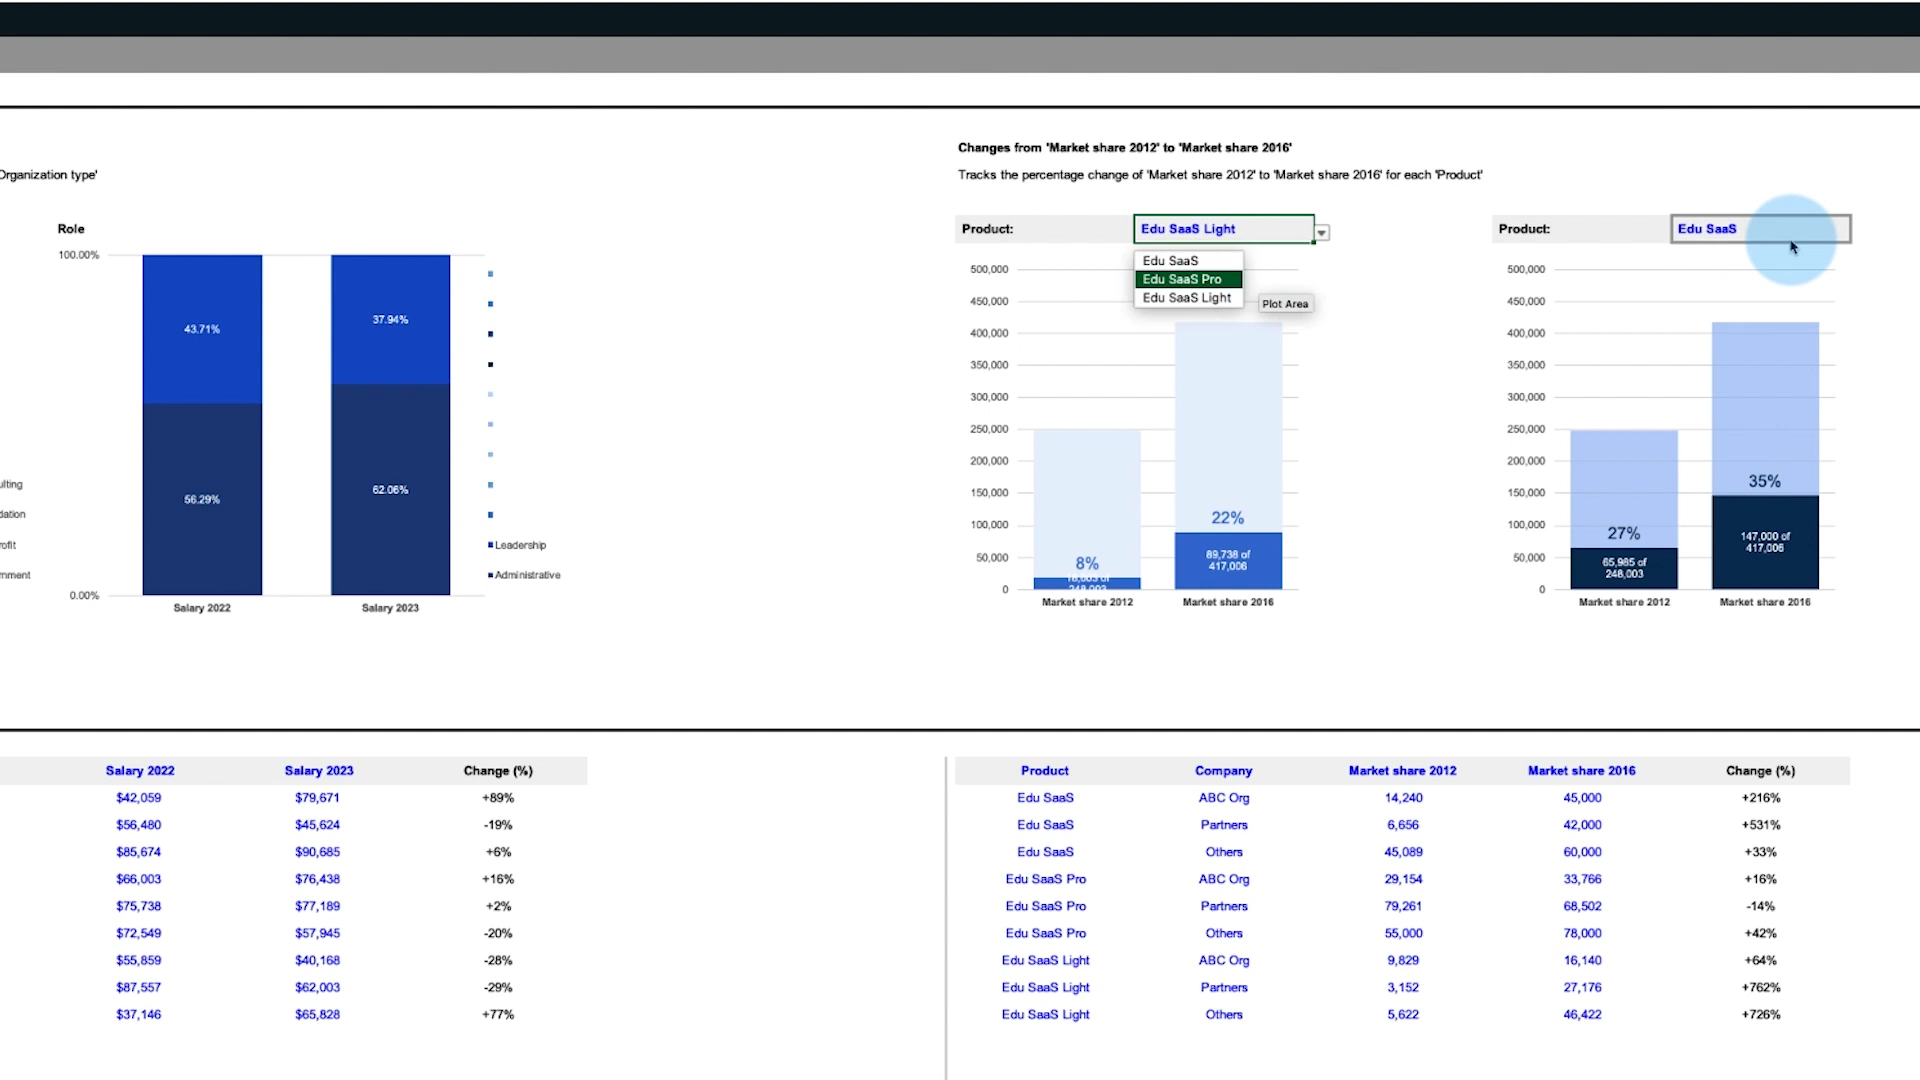 Organization type'
Role
100.00%
43.71%
37.94%
56.29%
62.06%
0.00%
Salary 2022
Salary 2023
Leadership
Administrative
Changes from 'Market share 2012' to 'Market share 2016'
Tracks the percentage change of 'Market share 2012' to 'Market share 2016' for each 'Product'
Product:
Edu SaaS Light
Edu SaaS
Edu SaaS Pro
Edu SaaS Light
Plot Area
500,000
450,000
400,000
350,000
300,000
250,000
200,000
150,000
100,000
50,000
0
8%
22%
89,738 of
417,006
Market share 2012
Market share 2016
Product:
Edu SaaS
500,000
450,000
400,000
350,000
300,000
250,000
200,000
150,000
100,000
50,000
0
27%
65,985 of
248,003
35%
147,000 of
417,006
Market share 2012
Market share 2016
Salary 2022 Salary 2023 Change (%)
$42,059 $79,671 +89%
$56,480 $45,624 -19%
$85,674 $90,685 +6%
$66,003 $76,438 +16%
$75,738 $77,189 +2%
$72,549 $57,945 -20%
$55,859 $40,168 -28%
$87,557 $62,003 -29%
$37,146 $65,828 +77%
Product Company Market share 2012 Market share 2016 Change (%)
Edu SaaS ABC Org 14,240 45,000 +216%
Edu SaaS Partners 6,656 42,000 +531%
Edu SaaS Others 45,089 60,000 +33%
Edu SaaS Pro ABC Org 29,154 33,766 +16%
Edu SaaS Pro Partners 79,261 68,502 -14%
Edu SaaS Pro Others 55,000 78,000 +42%
Edu SaaS Light ABC Org 9,829 16,140 +64%
Edu SaaS Light Partners 3,152 27,176 +762%
Edu SaaS Light Others 5,622 46,422 +726%